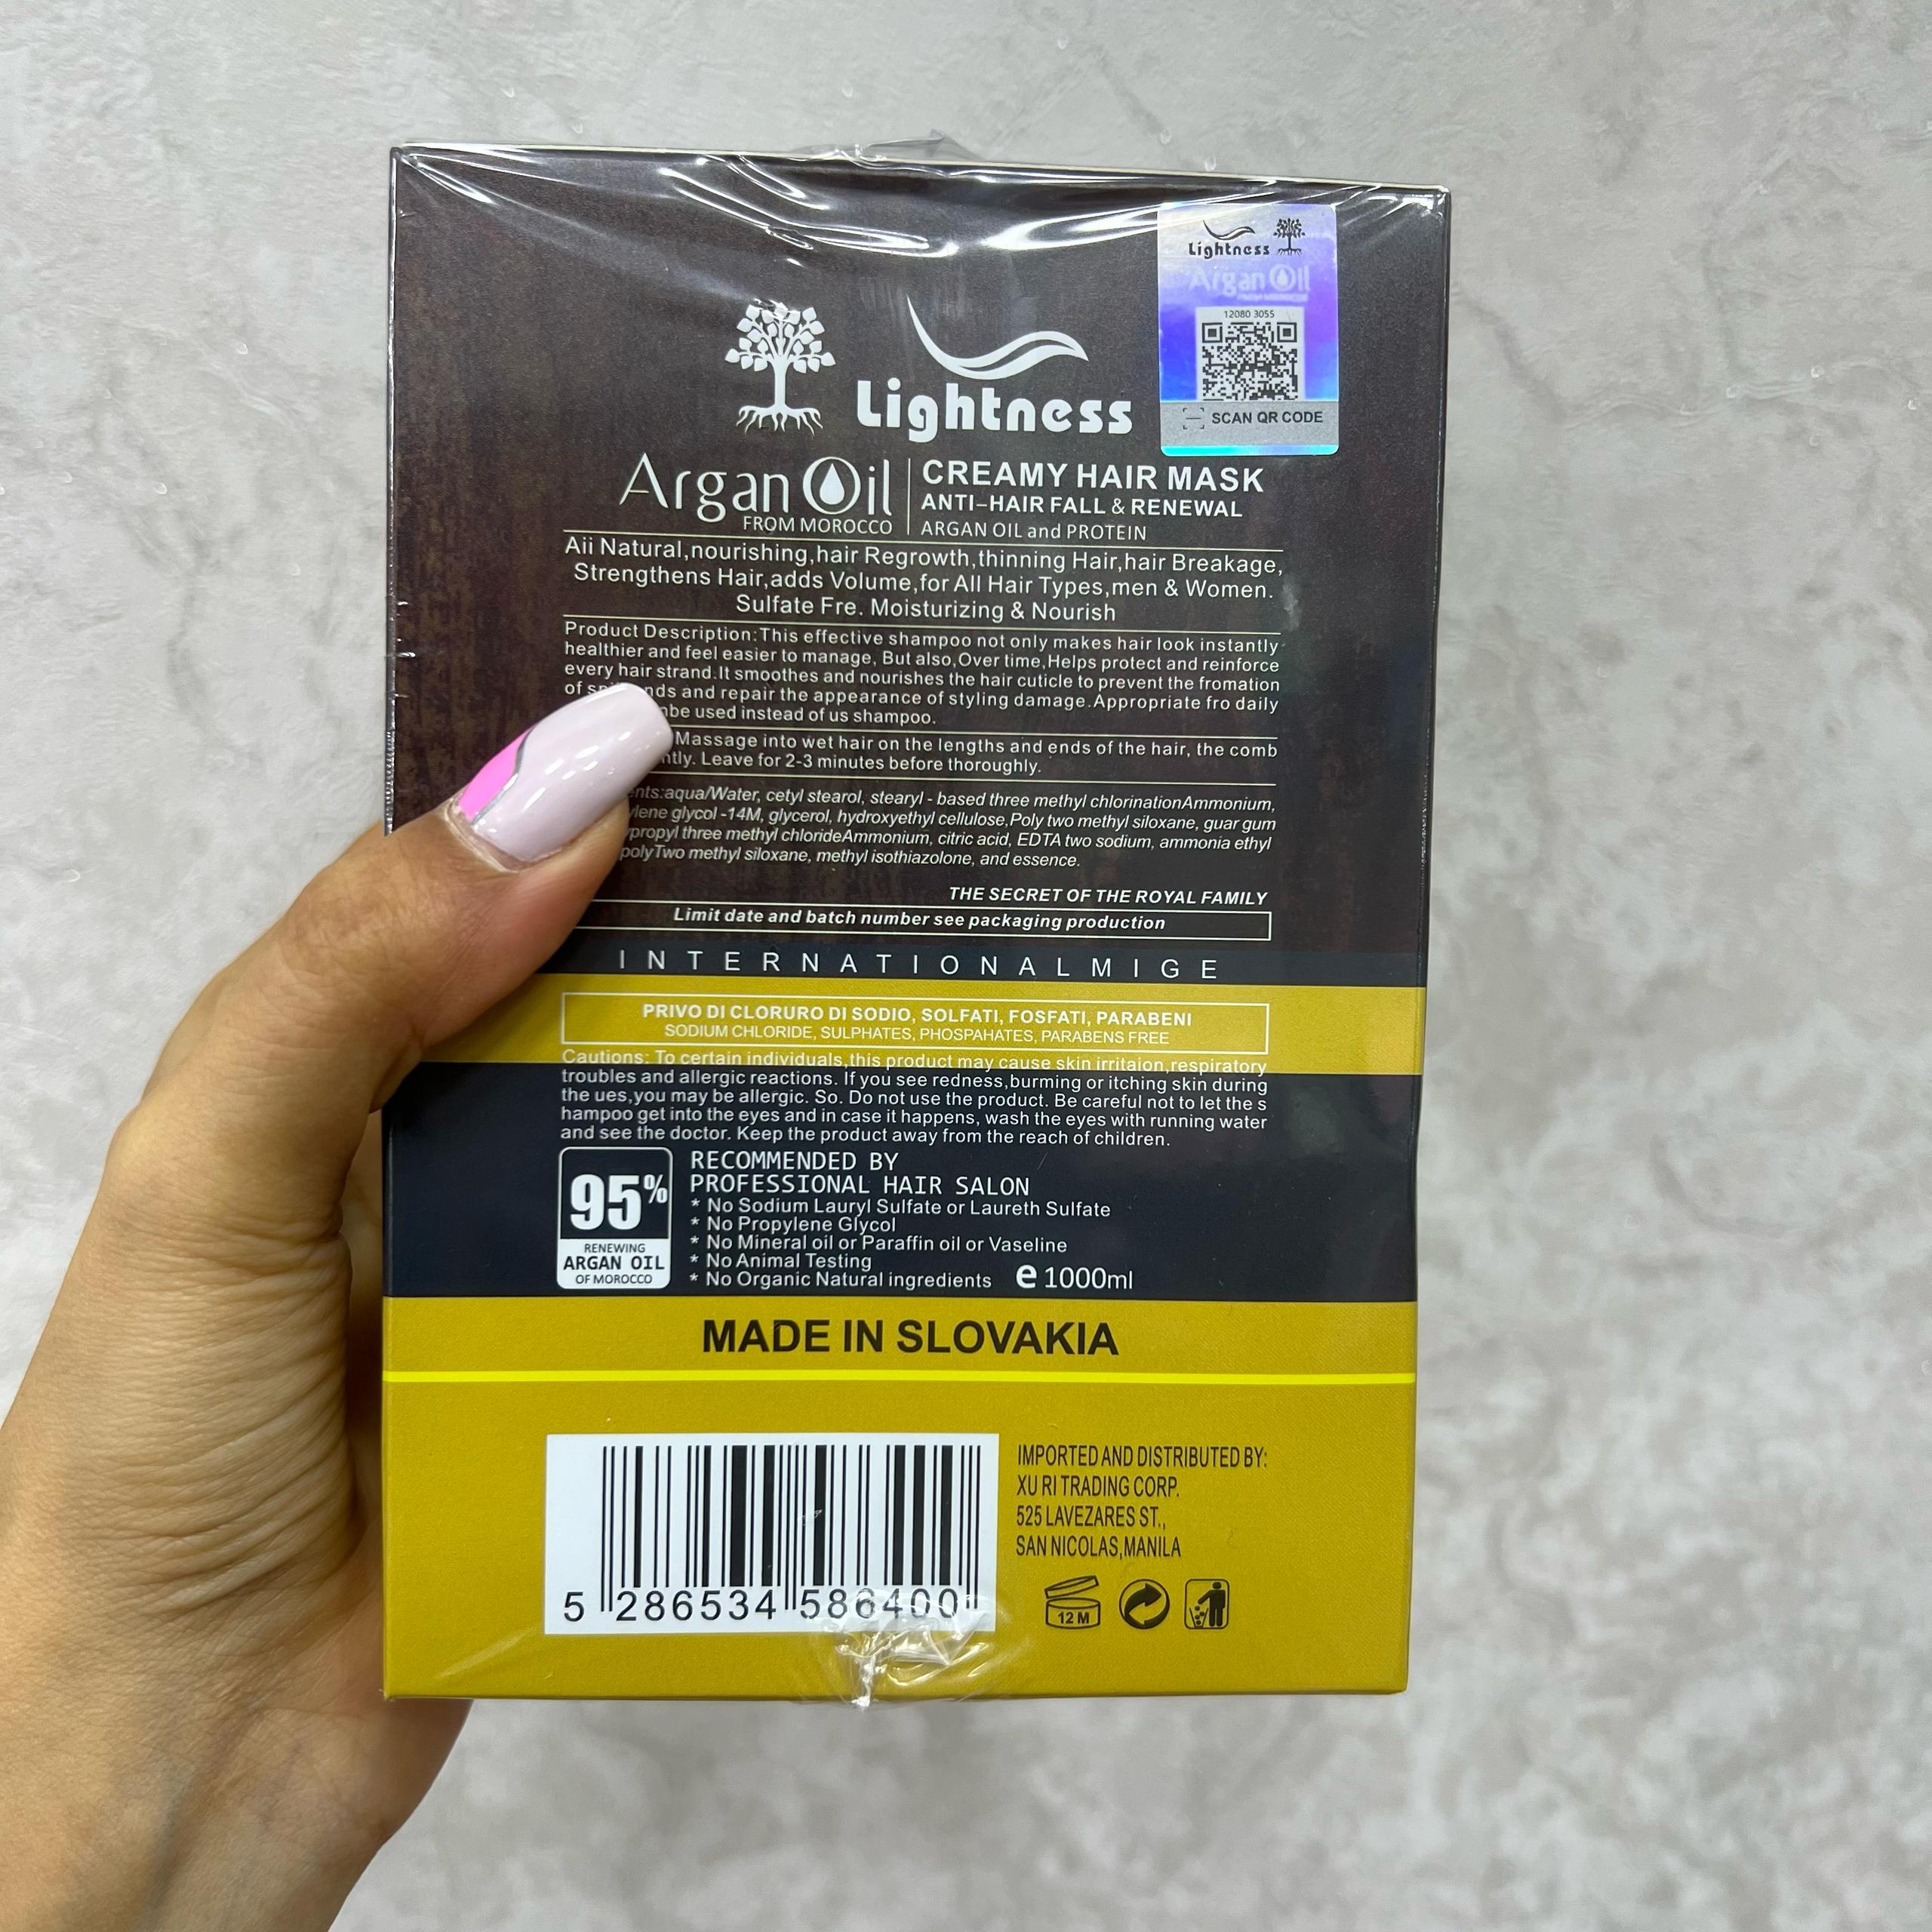 Lightness
Argan Oil
FROM MOROCCO
12080 3055
SCAN QR CODE
Lightness
Argan Oil
FROM MOROCCO
CREAMY HAIR MASK
ANTI-HAIR FALL & RENEWAL
ARGAN OIL and PROTEIN
Aii Natural,nourishing,hair Regrowth,thinning Hair,hair Breakage,
Strengthens Hair,adds Volume,for All Hair Types,men & Women.
Sulfate Fre. Moisturizing & Nourish
Product Description:This effective shampoo not only makes hair look instantly
healthier and feel easier to manage, But also,Over time,Helps protect and reinforce
every hair strand.It smoothes and nourishes the hair cuticle to prevent the fromation
of and repair the appearance of styling damage.Appropriate fro daily
used instead of us shampoo.
Massage into wet hair on the lengths and ends of the hair, the comb
Leave for 2-3 minutes before thoroughly.
aqua/Water, cetyl stearol, stearyl - based three methyl chlorinationAmmonium,
glycol -14M, glycerol, hydroxyethyl cellulose,Poly two methyl siloxane, guar gum
three methyl chlorideAmmonium, citric acid, EDTA two sodium, ammonia ethyl
polyTwo methyl siloxane, methyl isothiazolone, and essence.
THE SECRET OF THE ROYAL FAMILY
Limit date and batch number see packaging production
INTERNATIONALMIGE
PRIVO DI CLORURO DI SODIO, SOLFATI, FOSFATI, PARABENI
SODIUM CHLORIDE, SULPHATES, PHOSPAHATES, PARABENS FREE
Cautions: To certain individuals,this product may cause skin irritaion,respiratory
troubles and allergic reactions. If you see redness,burming or itching skin during
the ues,you may be allergic. So. Do not use the product. Be careful not to let the s
hampoo get into the eyes and in case it happens, wash the eyes with running water
and see the doctor. Keep the product away from the reach of children.
95%
RENEWING
ARGAN OIL
OF MOROCCO
RECOMMENDED BY
PROFESSIONAL HAIR SALON
* No Sodium Lauryl Sulfate or Laureth Sulfate
* No Propylene Glycol
* No Mineral oil or Paraffin oil or Vaseline
* No Animal Testing
* No Organic Natural ingredients
e 1000ml
MADE IN SLOVAKIA
5 286534 586400
IMPORTED AND DISTRIBUTED BY:
XU RI TRADING CORP.
525 LAVEZARES ST.,
SAN NICOLAS,MANILA
12 M